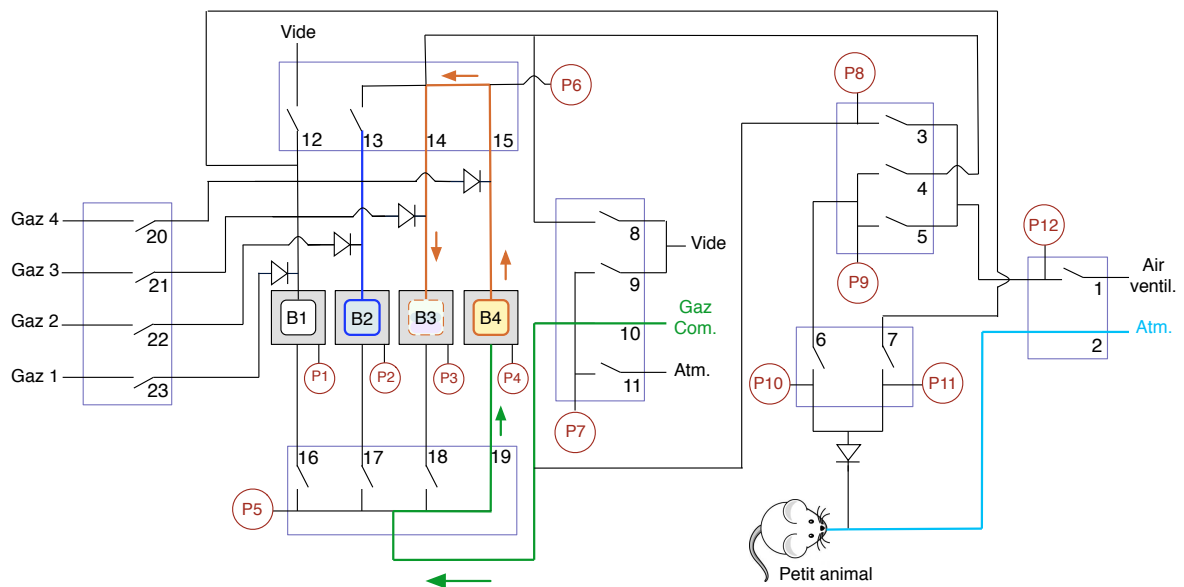 Vide
P6
P8
12
13
14
15
3
4
5
Gaz 4
20
8
Vide
P12
Gaz 3
21
9
P9
1
Air
ventil.
Gaz 2
22
B1
B2
B3
B4
Gaz
Com.
10
6
7
Atm.
2
Gaz 1
23
P1
P2
P3
P4
11
Atm.
P10
P11
P7
16
17
18
19
P5
Petit animal